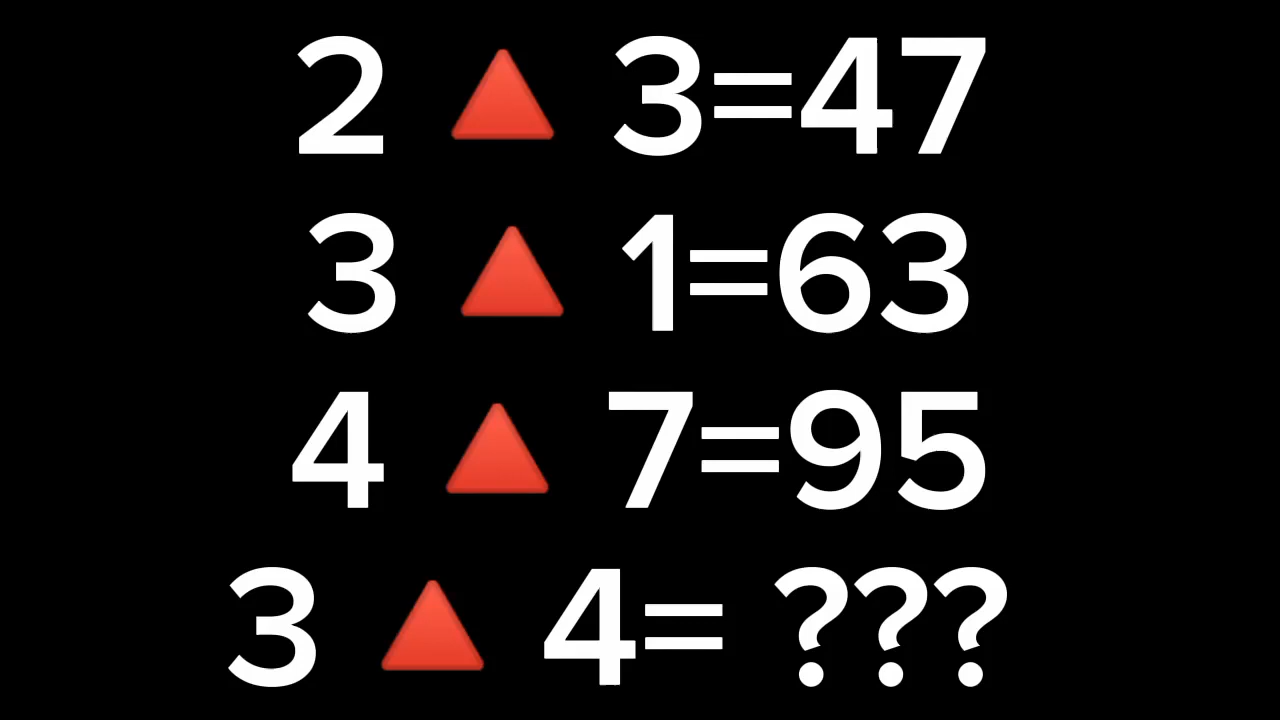 2 🔺 3=47
3 🔺 1=63
4 🔺 7=95
3 🔺 4= ???